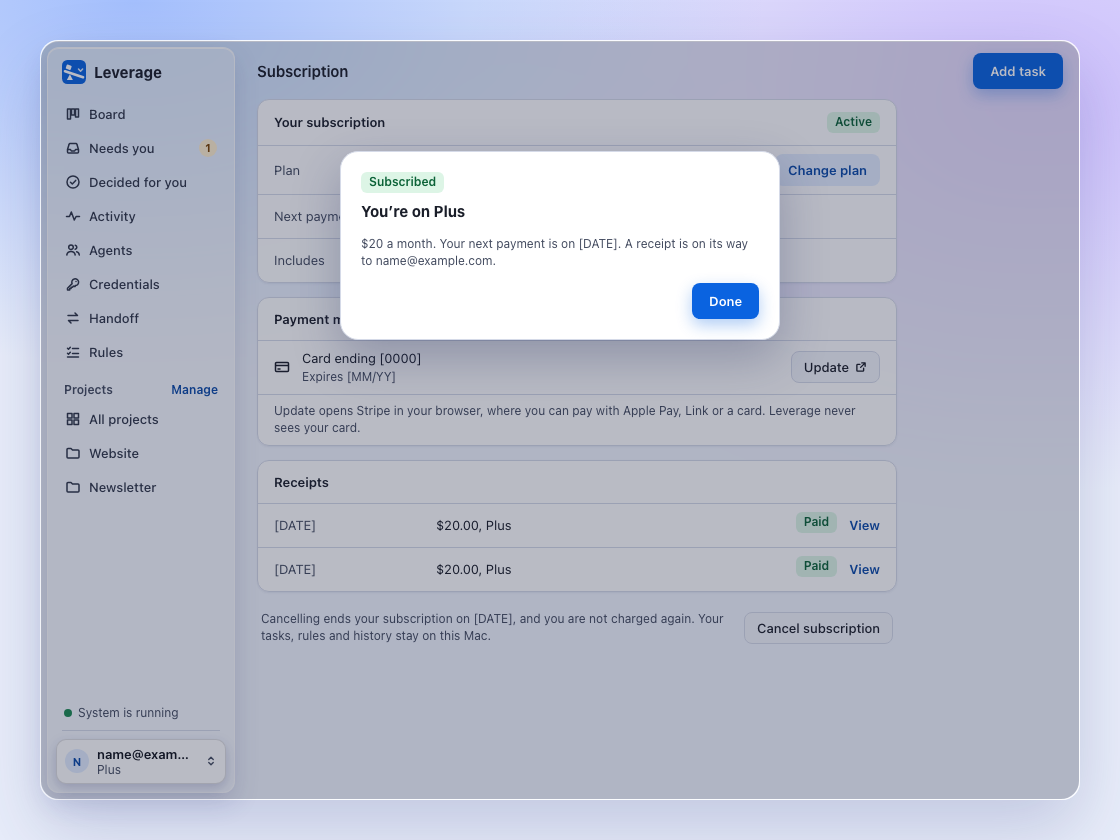 Leverage
Board
Needs you 1
Decided for you
Activity
Agents
Credentials
Handoff
Rules
Projects Manage
All projects
Website
Newsletter
System is running
N name@exam...
Plus
Subscription
Add task
Your subscription Active
Plan Change plan
Next paym
Includes
Subscribed
You’re on Plus
$20 a month. Your next payment is on [DATE]. A receipt is on its way
to name@example.com.
Done
Payment
Card ending [0000]
Expires [MM/YY]
Update
Update opens Stripe in your browser, where you can pay with Apple Pay, Link or a card. Leverage never
sees your card.
Receipts
[DATE] $20.00, Plus Paid View
[DATE] $20.00, Plus Paid View
Cancelling ends your subscription on [DATE], and you are not charged again. Your
tasks, rules and history stay on this Mac.
Cancel subscription